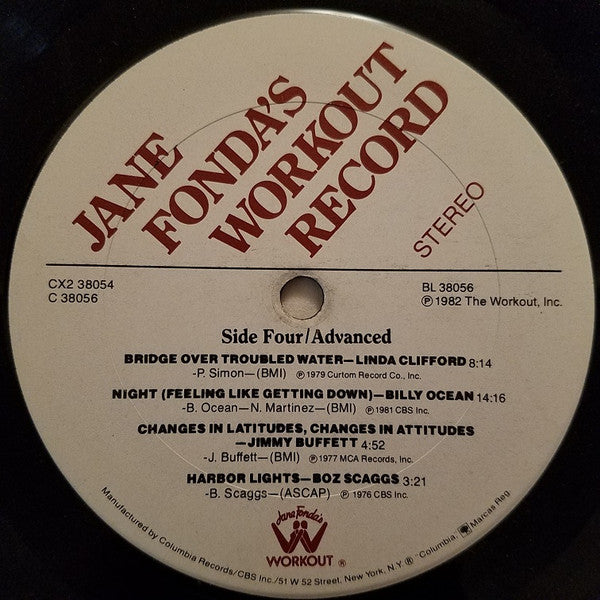 JANE
FONDA'S
WORKOUT
RECORD
STEREO
CX2 38054
C 38056
BL 38056
℗ 1982 The Workout, Inc.
Side Four/Advanced
BRIDGE OVER TROUBLED WATER—LINDA CLIFFORD 8:14
-P. Simon—(BMI) ℗ 1979 Curtom Record Co., Inc.
NIGHT (FEELING LIKE GETTING DOWN)—BILLY OCEAN 14:16
-B. Ocean—N. Martinez—(BMI) ℗ 1981 CBS Inc.
CHANGES IN LATITUDES, CHANGES IN ATTITUDES
—JIMMY BUFFETT 4:52
-J. Buffett—(BMI) ℗ 1977 MCA Records, Inc.
HARBOR LIGHTS—BOZ SCAGGS 3:21
-B. Scaggs—(ASCAP) ℗ 1976 CBS Inc.
Jane Fonda's
WORKOUT ®
Manufactured by Columbia Records/CBS Inc./51 W 52 Street, New York, N.Y. ® "Columbia, Marcas Reg.